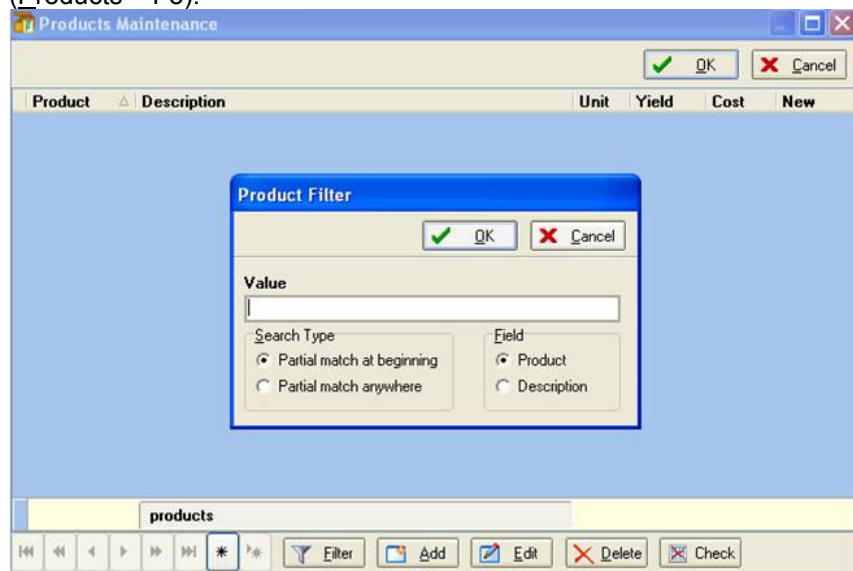 Products Maintenance
OK Cancel
Product Description Unit Yield Cost New
Product Filter
OK Cancel
Value
Search Type Field
Partial match at beginning Product
Partial match anywhere Description
products
Filter Add Edit Delete Check